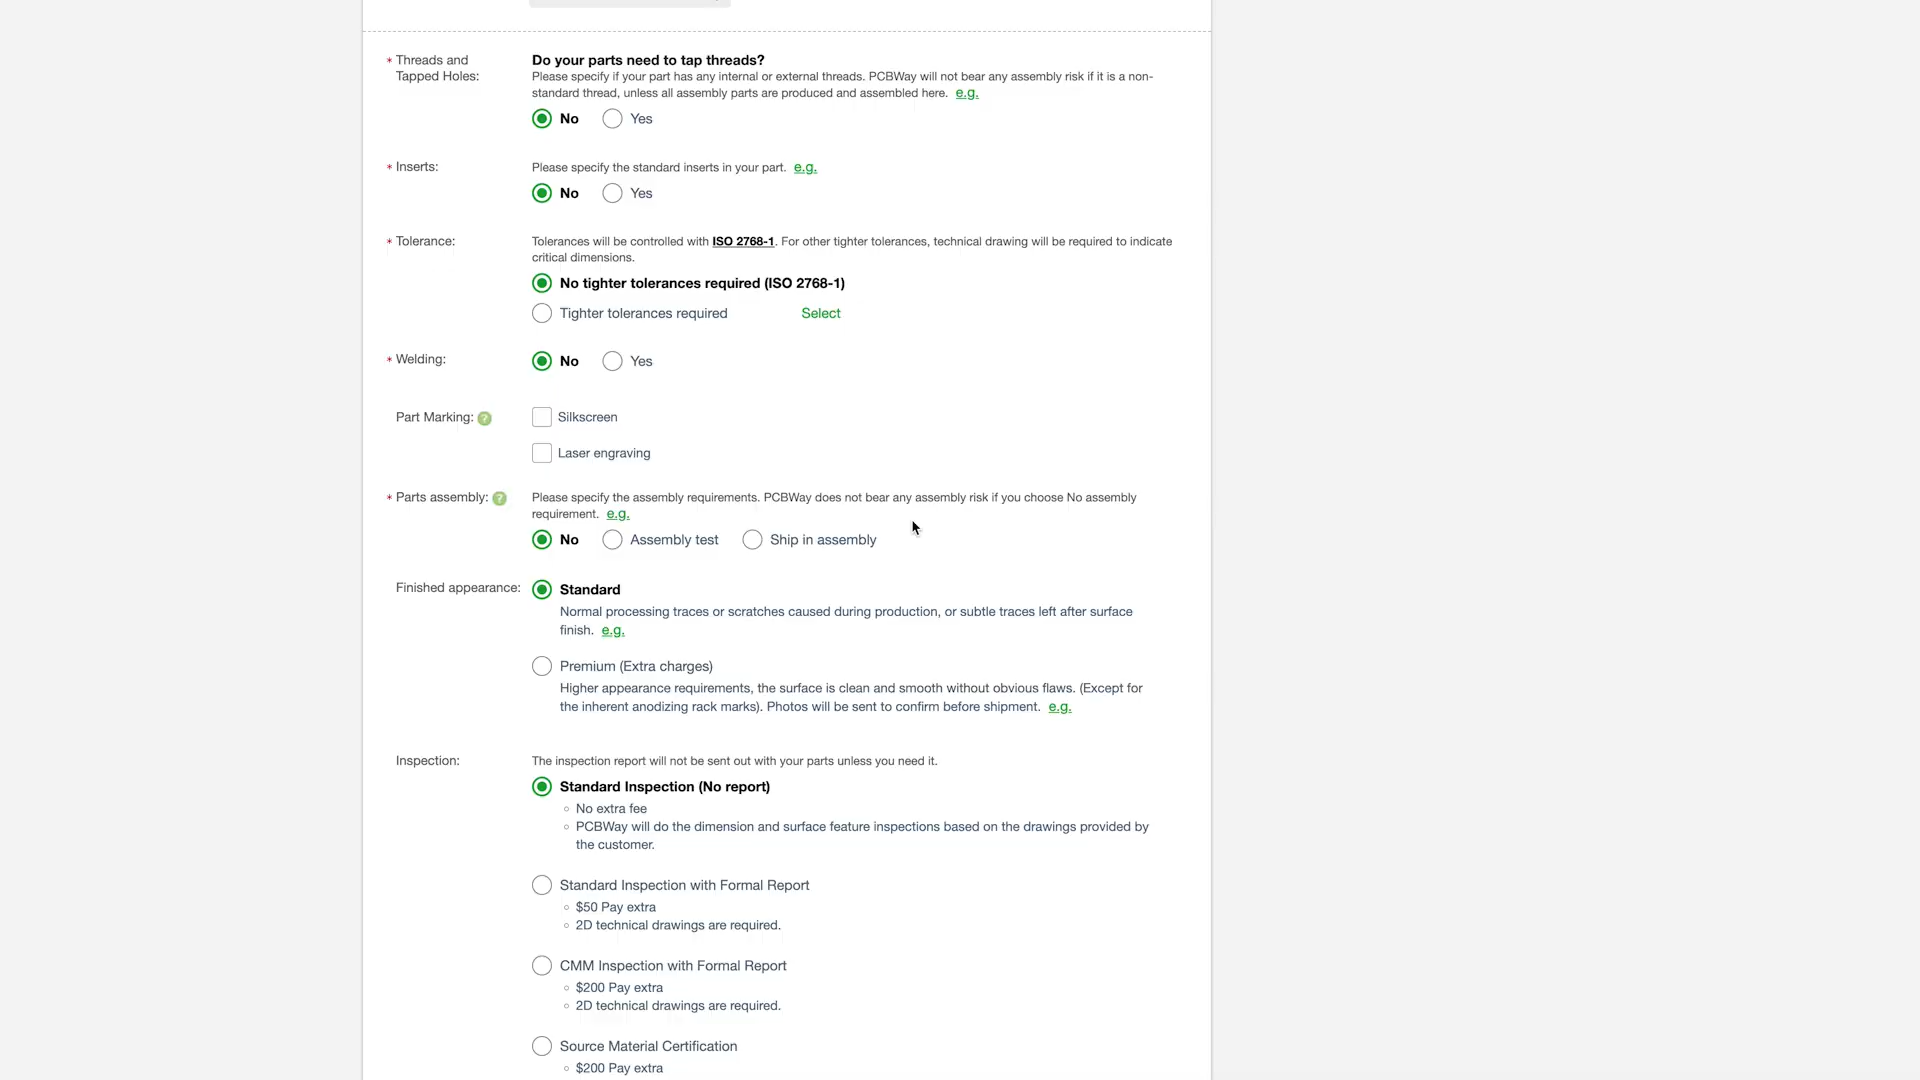 * Threads and
Tapped Holes:
Do your parts need to tap threads?
Please specify if your part has any internal or external threads. PCBWay will not bear any assembly risk if it is a non-
standard thread, unless all assembly parts are produced and assembled here. e.g.
No Yes
* Inserts:
Please specify the standard inserts in your part. e.g.
No Yes
* Tolerance:
Tolerances will be controlled with ISO 2768-1. For other tighter tolerances, technical drawing will be required to indicate
critical dimensions.
No tighter tolerances required (ISO 2768-1)
Tighter tolerances required Select
* Welding:
No Yes
Part Marking: ?
Silkscreen
Laser engraving
* Parts assembly: ?
Please specify the assembly requirements. PCBWay does not bear any assembly risk if you choose No assembly
requirement. e.g.
No Assembly test Ship in assembly
Finished appearance:
Standard
Normal processing traces or scratches caused during production, or subtle traces left after surface
finish. e.g.
Premium (Extra charges)
Higher appearance requirements, the surface is clean and smooth without obvious flaws. (Except for
the inherent anodizing rack marks). Photos will be sent to confirm before shipment. e.g.
Inspection:
The inspection report will not be sent out with your parts unless you need it.
Standard Inspection (No report)
No extra fee
PCBWay will do the dimension and surface feature inspections based on the drawings provided by
the customer.
Standard Inspection with Formal Report
$50 Pay extra
2D technical drawings are required.
CMM Inspection with Formal Report
$200 Pay extra
2D technical drawings are required.
Source Material Certification
$200 Pay extra